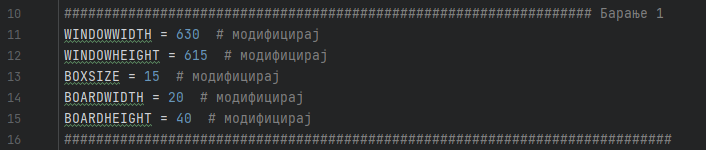 10 ################################################################## Барање 1
11 WINDOWWIDTH = 630  # модифицирај
12 WINDOWHEIGHT = 615  # модифицирај
13 BOXSIZE = 15  # модифицирај
14 BOARDWIDTH = 20  # модифицирај
15 BOARDHEIGHT = 40  # модифицирај
16 ############################################################################